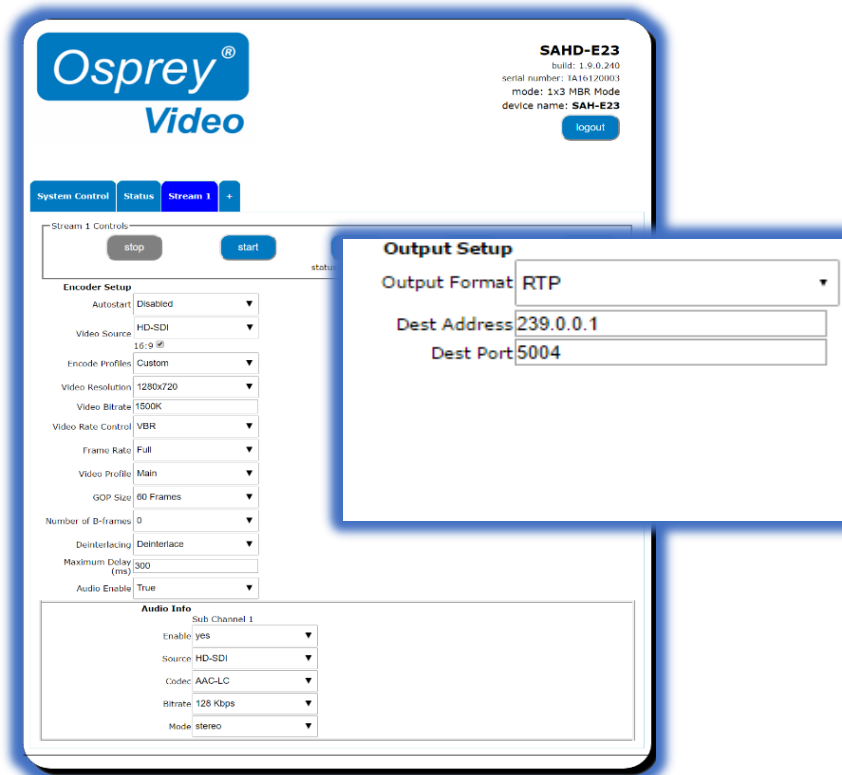 Osprey®
Video
SAHD-E23
build: 1.9.0.240
serial number: TA16120003
mode: 1x3 MBR Mode
device name: SAH-E23
logout
System Control Status Stream 1 +
Stream 1 Controls
stop start
status
Encoder Setup
Autostart Disabled
Video Source HD-SDI
16:9
Encode Profiles Custom
Video Resolution 1280x720
Video Bitrate 1500K
Video Rate Control VBR
Frame Rate Full
Video Profile Main
GOP Size 60 Frames
Number of B-frames 0
Deinterlacing Deinterlace
Maximum Delay
(ms) 300
Audio Enable True
Audio Info
Sub Channel 1
Enable yes
Source HD-SDI
Codec AAC-LC
Bitrate 128 Kbps
Mode stereo
Output Setup
Output Format RTP
Dest Address 239.0.0.1
Dest Port 5004